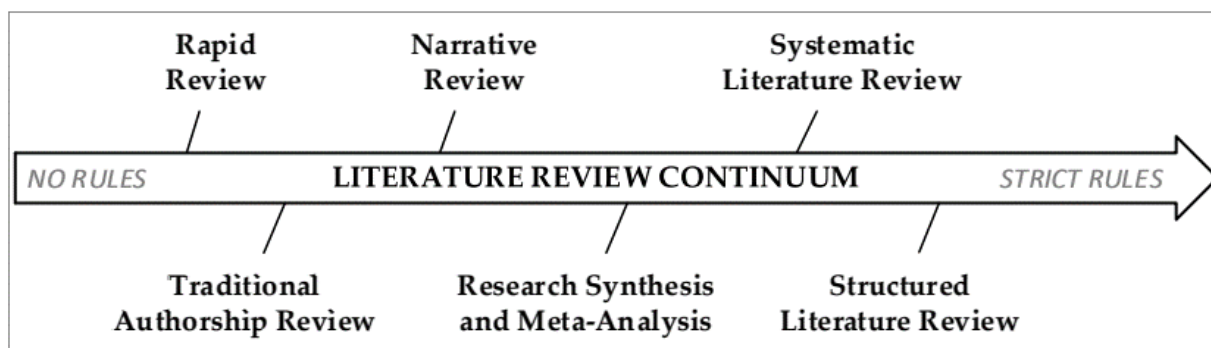 Rapid
Review
Narrative
Review
Systematic
Literature Review
NO RULES
LITERATURE REVIEW CONTINUUM
STRICT RULES
Traditional
Authorship Review
Research Synthesis
and Meta-Analysis
Structured
Literature Review